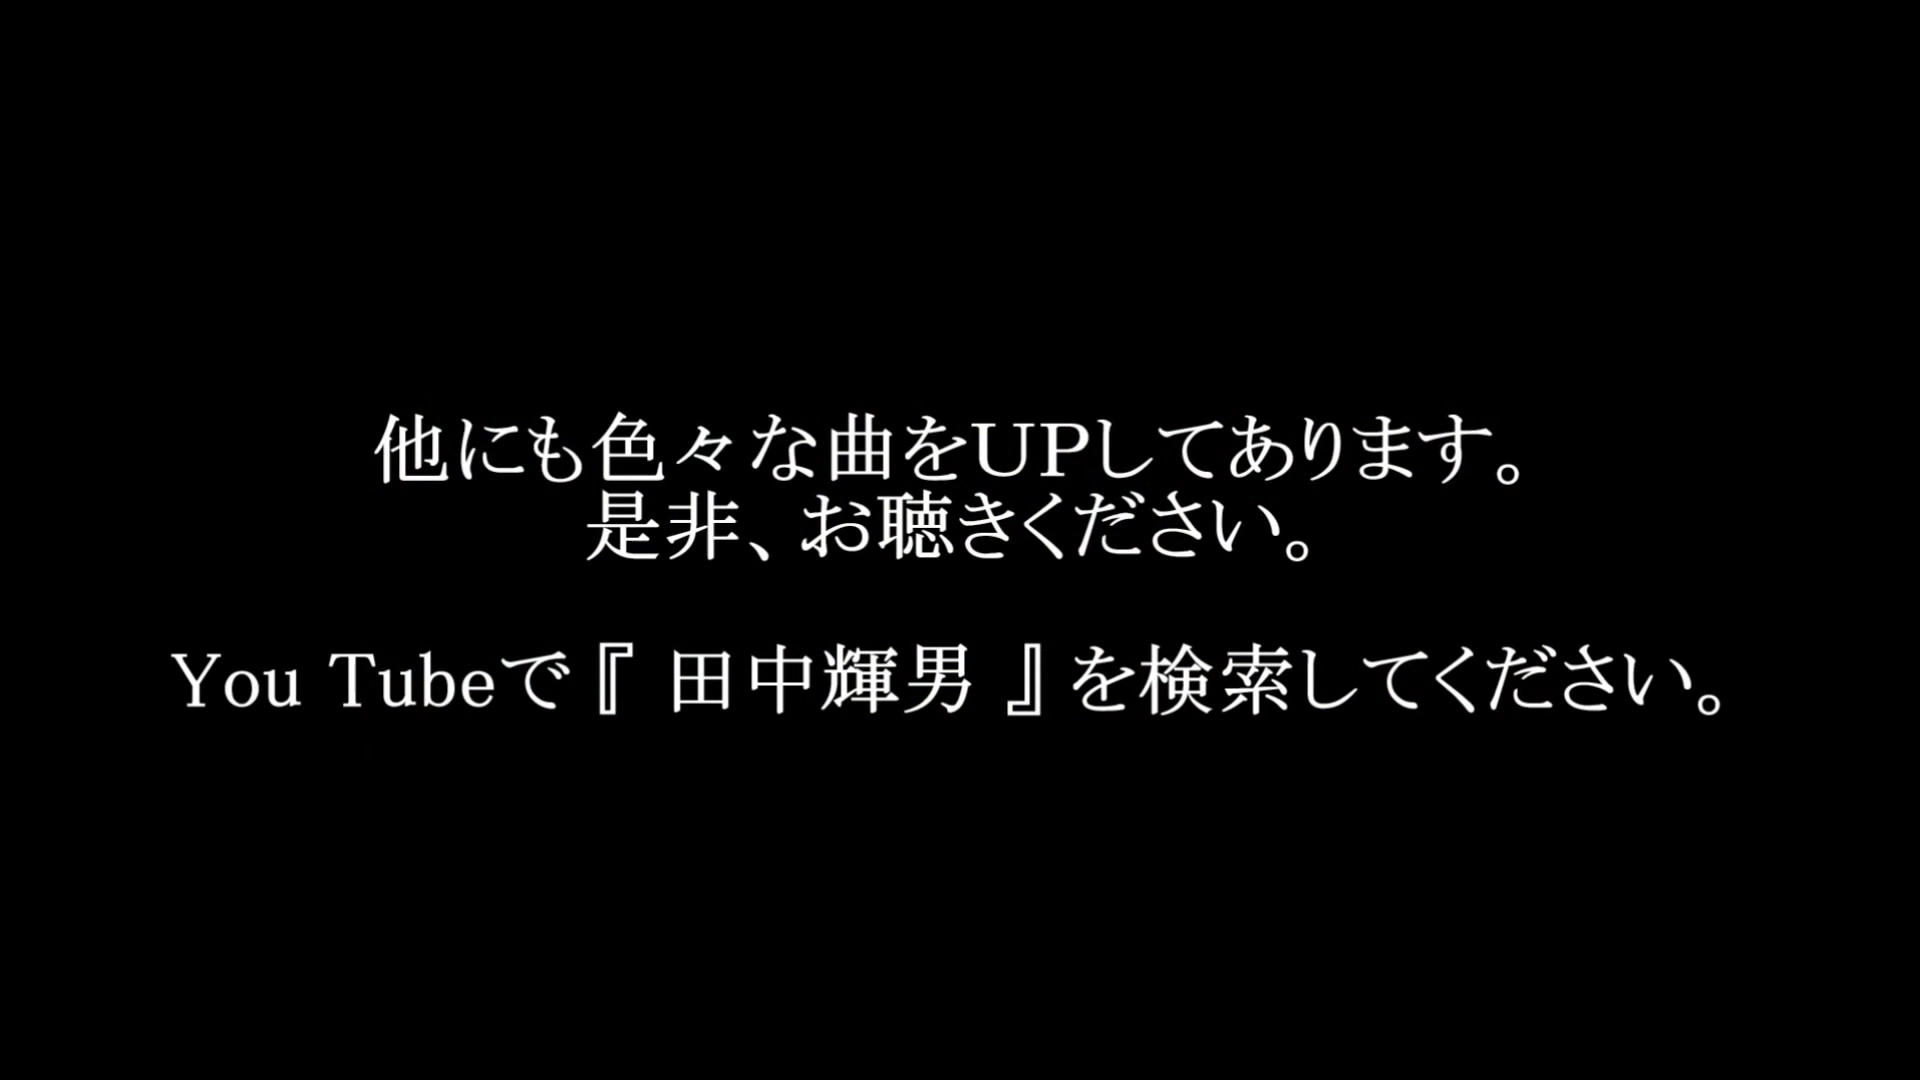 他にも色々な曲をUPしてあります。
是非、お聴きください。
You Tubeで『 田中輝男 』を検索してください。